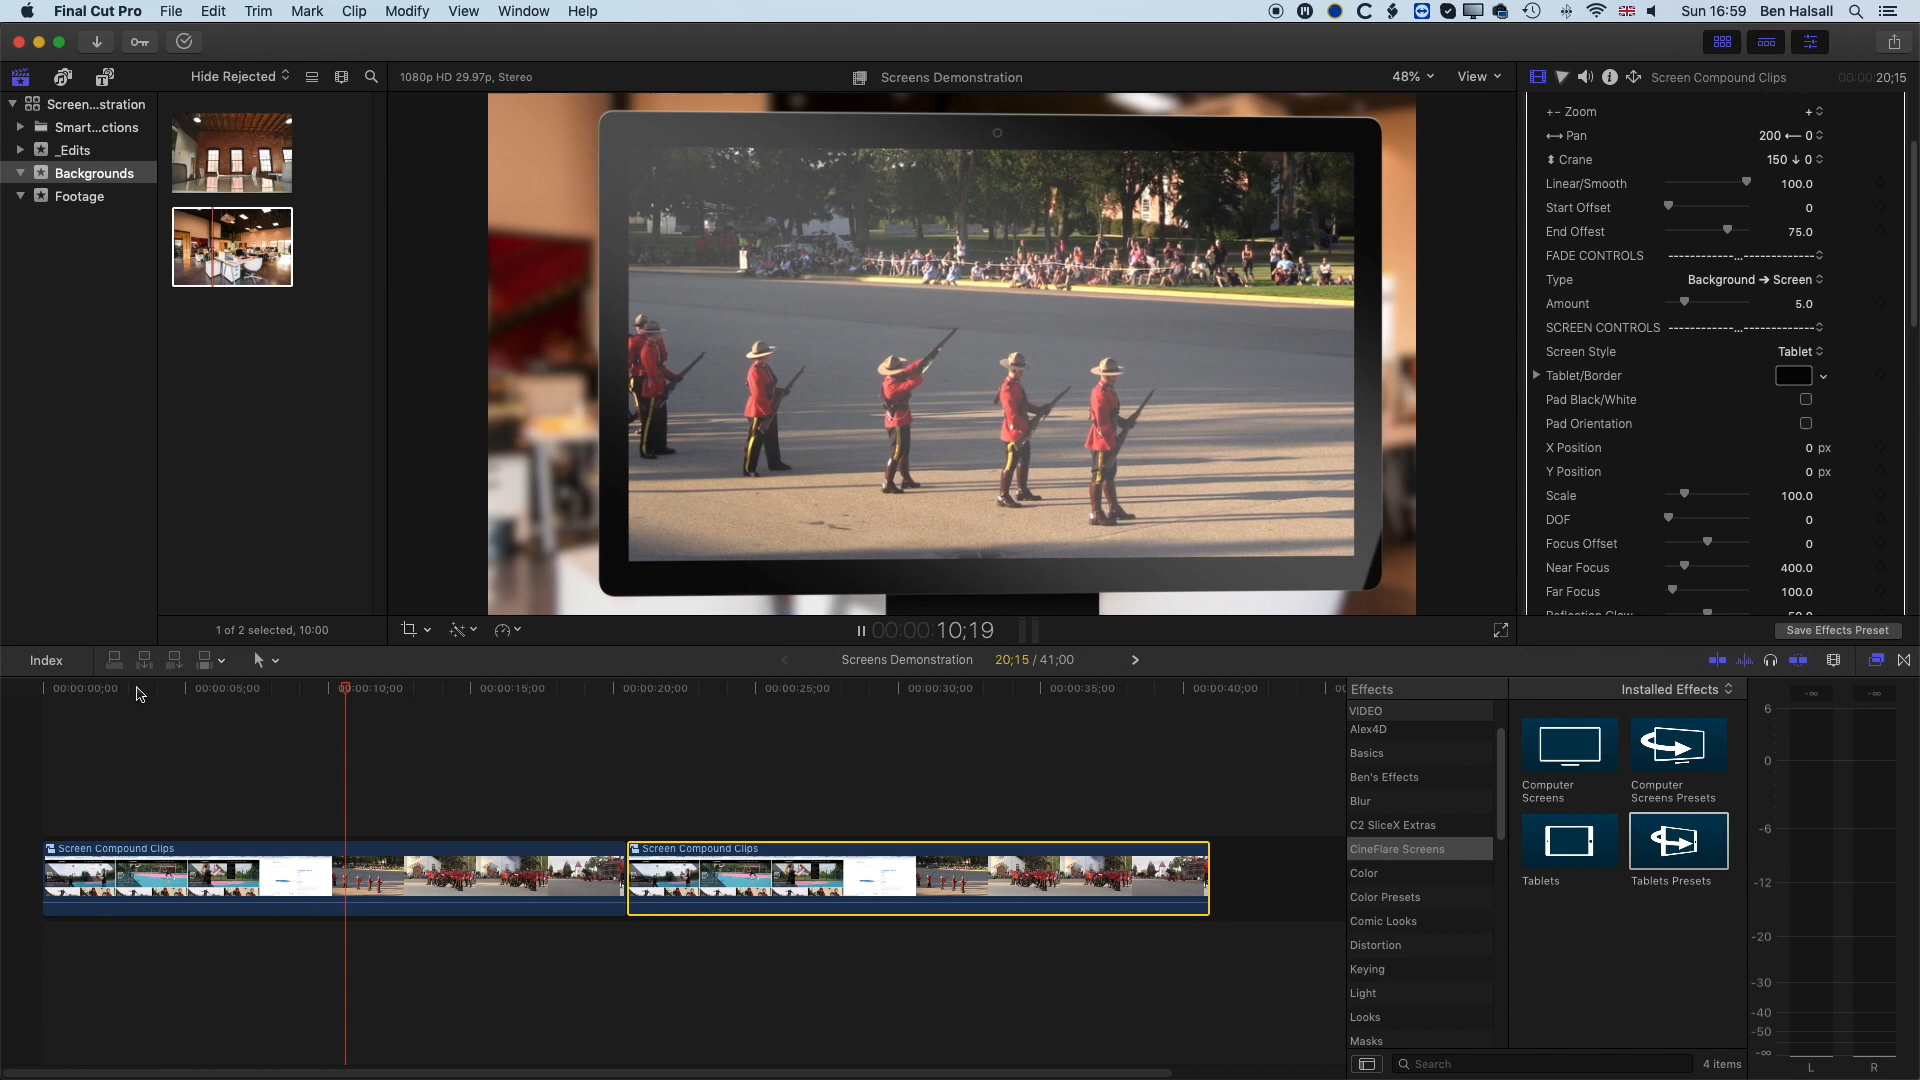 Final Cut Pro File Edit Trim Mark Clip Modify View Window Help
Sun 16:59 Ben Halsall
Hide Rejected
1080p HD 29.97p, Stereo
Screens Demonstration
48% View
Screen Compound Clips
00:00:00:20;15
Screen...stration
Smart...ctions
_Edits
Backgrounds
Footage
Zoom +
Pan 200 ← 0
Crane 150 ↓ 0
Linear/Smooth 100.0
Start Offset 0
End Offest 75.0
FADE CONTROLS ------------...-------------
Type Background → Screen
Amount 5.0
SCREEN CONTROLS ------------...-------------
Screen Style Tablet
Tablet/Border
Pad Black/White
Pad Orientation
X Position 0 px
Y Position 0 px
Scale 100.0
DOF 0
Focus Offset 0
Near Focus 400.0
Far Focus 100.0
1 of 2 selected, 10:00
00:00:10;19
Save Effects Preset
Index
Screens Demonstration 20;15 / 41;00
00:00:00;00 00:00:05;00 00:00:10;00 00:00:15;00 00:00:20;00 00:00:25;00 00:00:30;00 00:00:35;00 00:00:40;00
Screen Compound Clips
Screen Compound Clips
Effects
Installed Effects
VIDEO
Alex4D
Basics
Ben's Effects
Blur
C2 SliceX Extras
CineFlare Screens
Color
Color Presets
Comic Looks
Distortion
Keying
Light
Looks
Masks
Computer Screens
Computer Screens Presets
Tablets
Tablets Presets
Search
4 items
-∞ -∞
6
0
-6
-12
-20
-30
-40
-50
-∞
L R